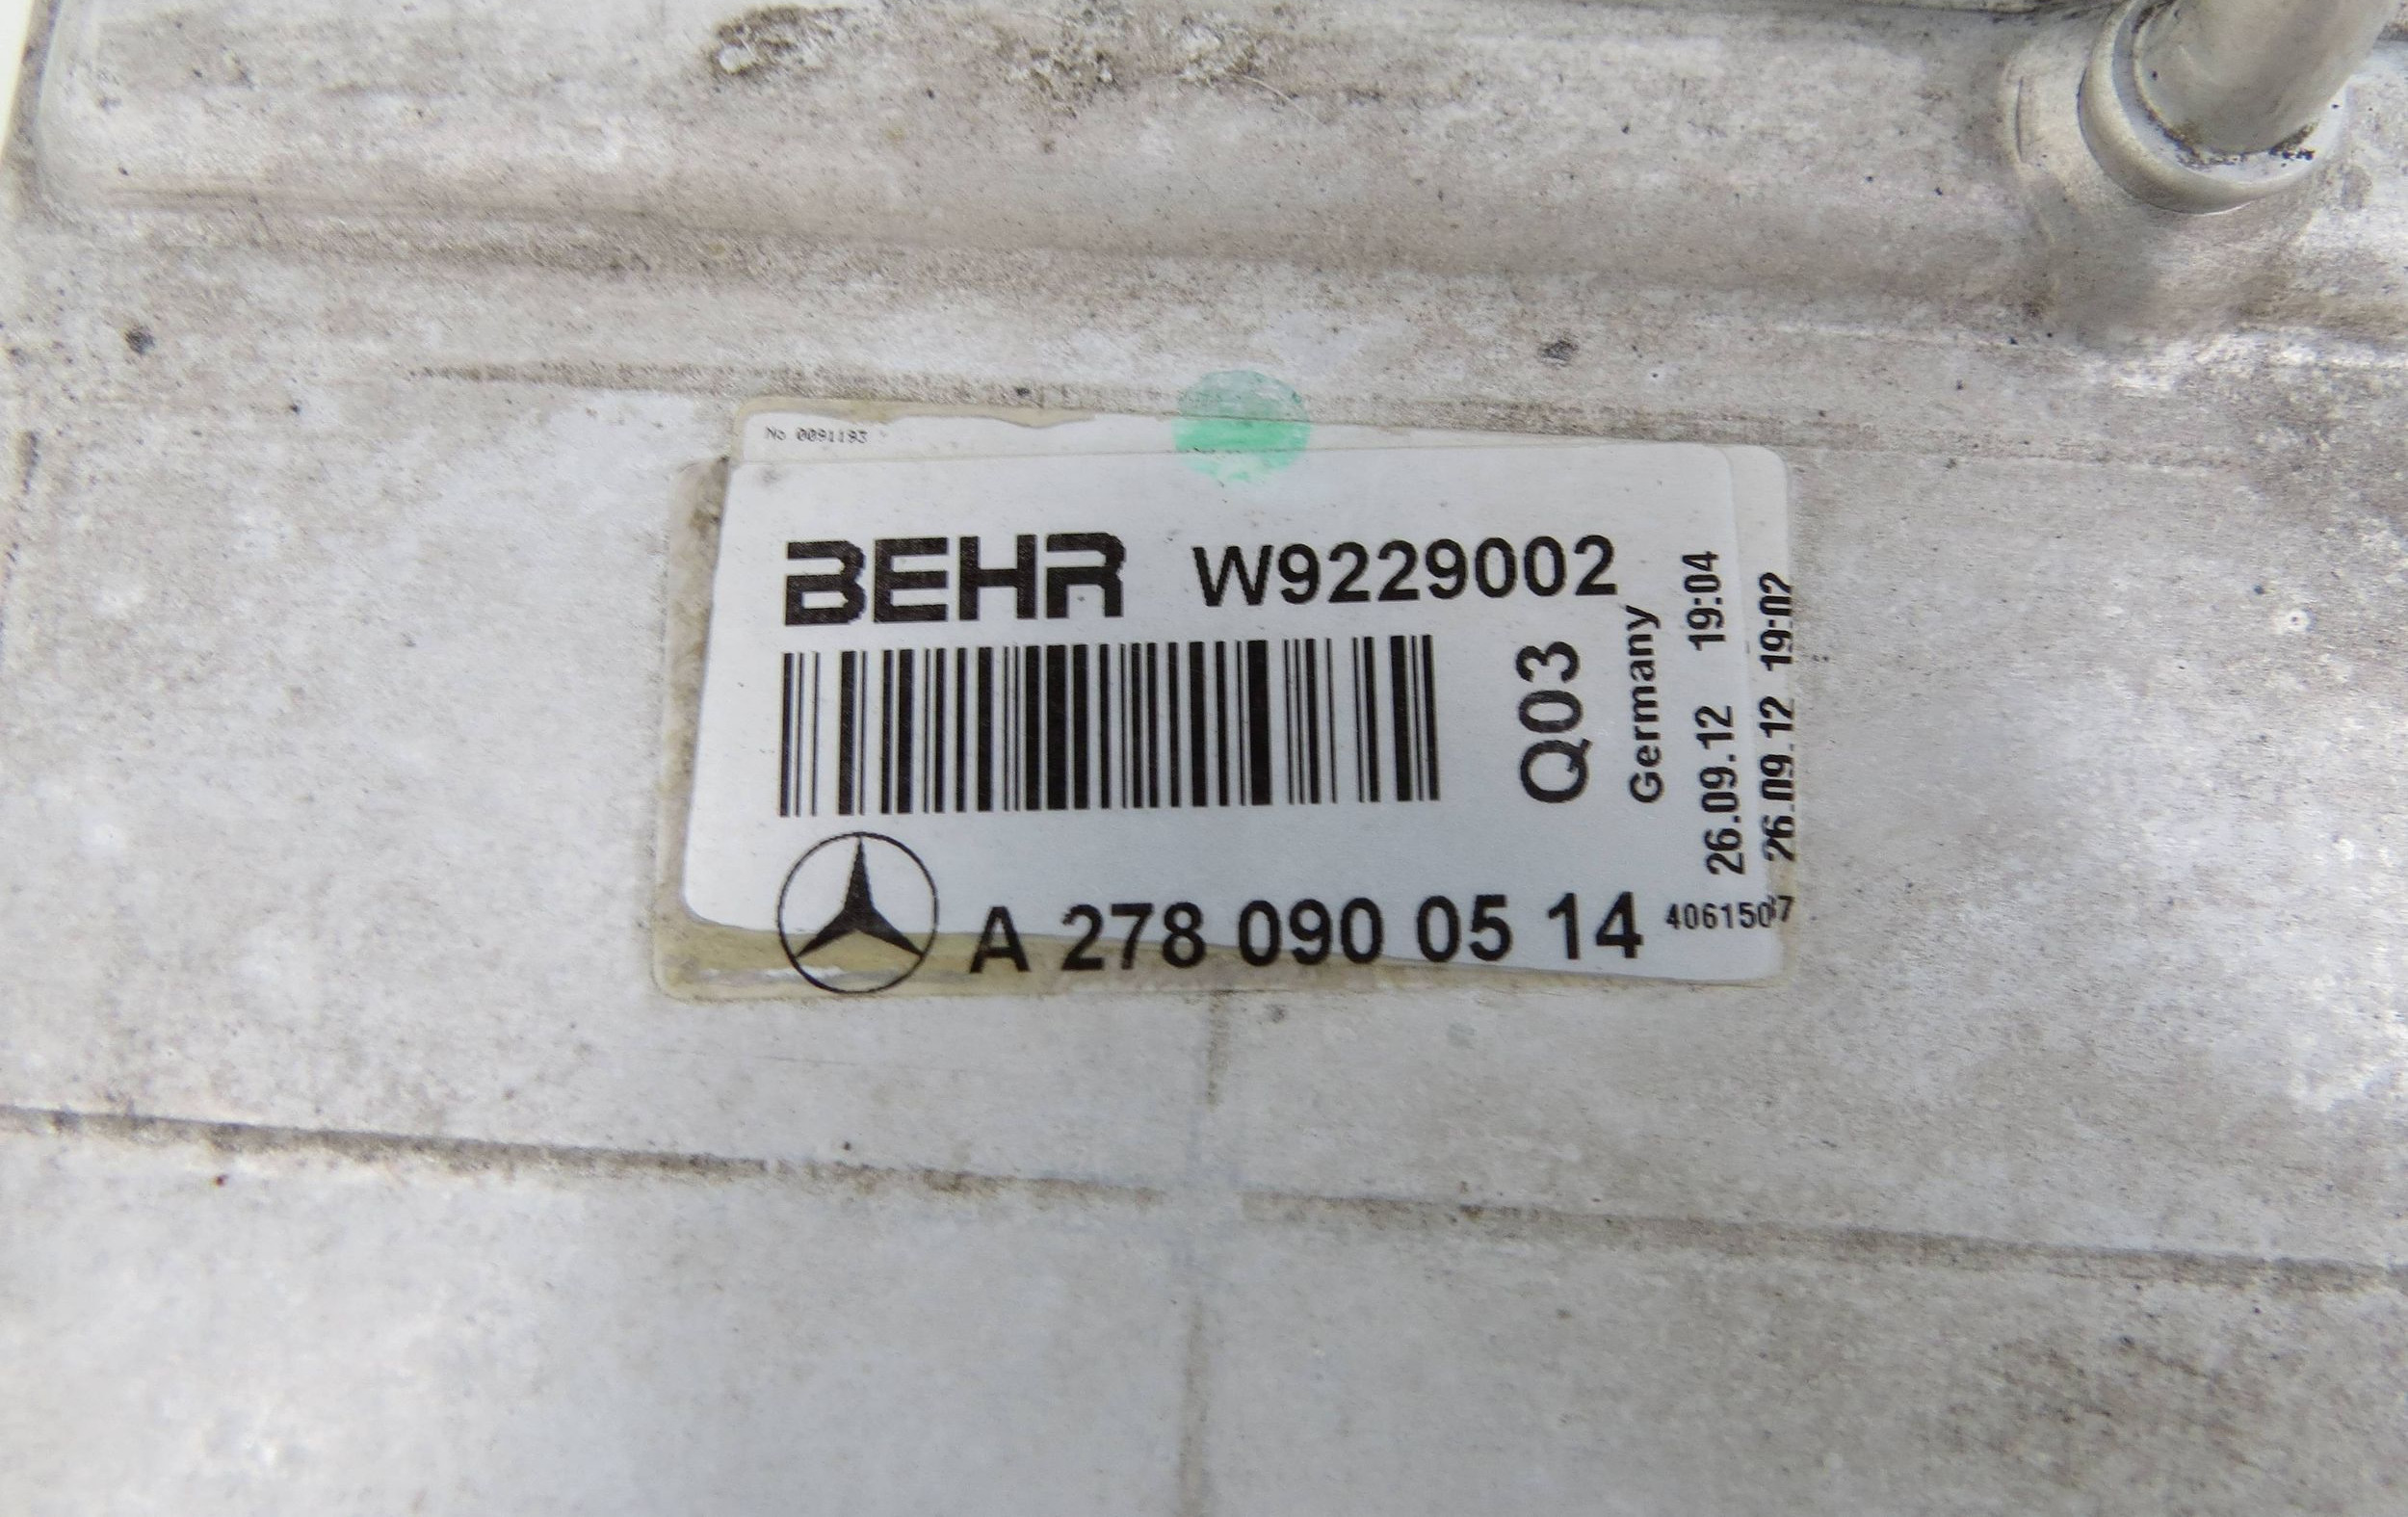 No 0091193
BEHR W9229002
Q03
Germany
26.09.12 19:04
26.09.12 19:02
A 278 090 05 14
4061507